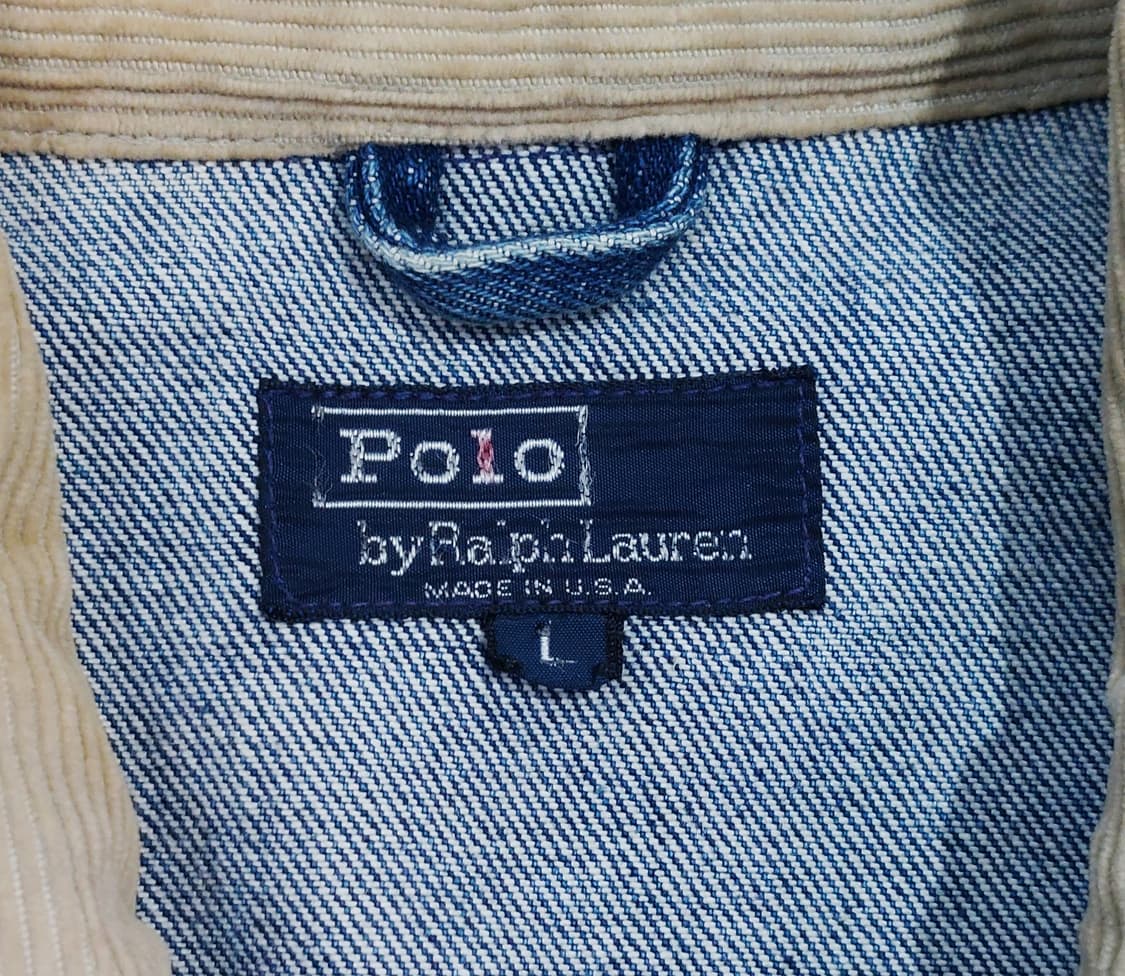 Polo
by Ralph Lauren
MADE IN U.S.A.
L